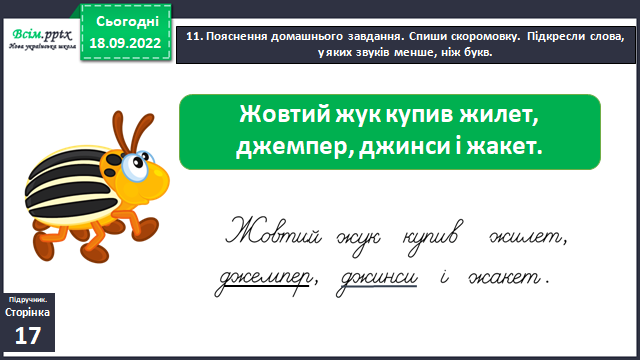 Всім.pptx
Нова українська школа
Сьогодні
18.09.2022
11. Пояснення домашнього завдання. Спиши скоромовку. Підкресли слова,
у яких звуків менше, ніж букв.
Жовтий жук купив жилет,
джемпер, джинси і жакет.
Жовтий жук купив жилет,
джемпер, джинси і жакет.
Підручник.
Сторінка
17